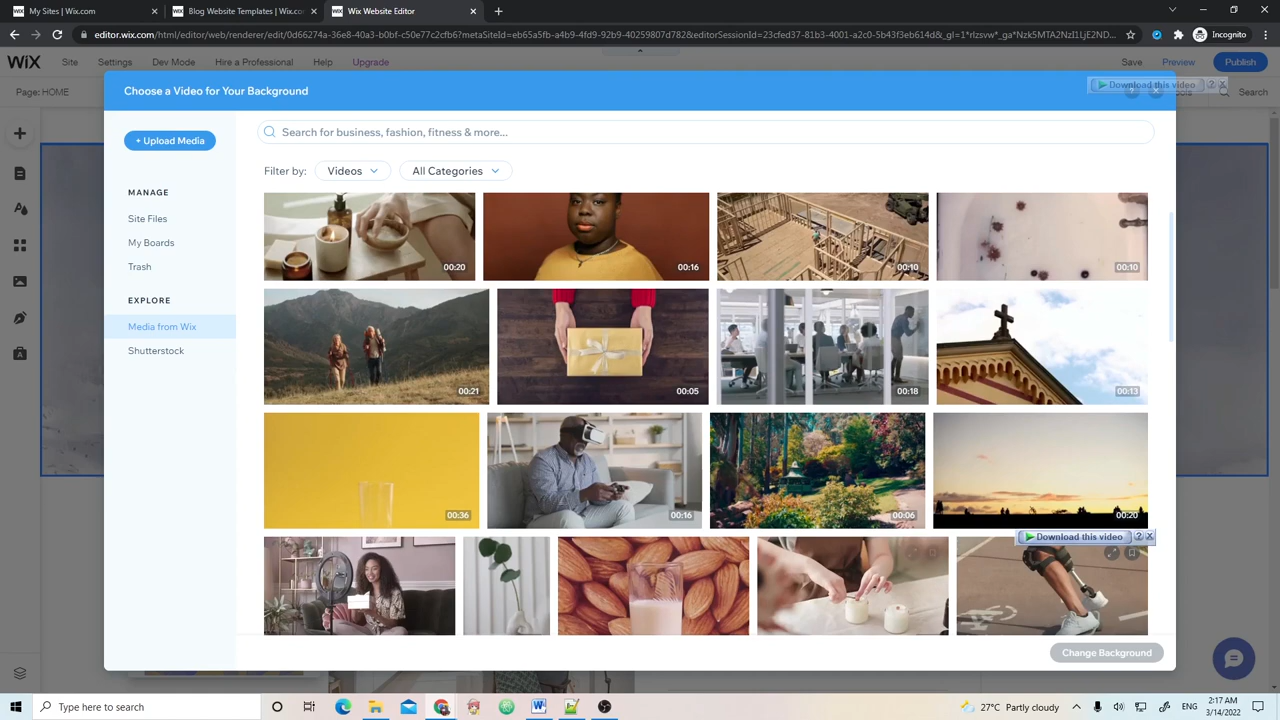 My Sites | Wix.com
Blog Website Templates | Wix.co
Wix Website Editor
editor.wix.com/html/editor/web/renderer/edit/0d66274a-36e8-40a3-b0bf-c50e77c2cfb6?metaSiteId=eb65a5fb-a4b9-4fd9-92b9-40259807d782&editorSessionId=23cfed37-81b3-4001-a2c0-5b43f3eb614d&_gl=1*rlzsvw*_ga*Nzk5MTA2NzI1LjE2ND...
Incognito
WiX
Site
Settings
Dev Mode
Hire a Professional
Help
Upgrade
Save
Preview
Publish
Page: HOME
Choose a Video for Your Background
Download this video
Search
+ Upload Media
Search for business, fashion, fitness & more...
Filter by:
Videos
All Categories
MANAGE
Site Files
My Boards
Trash
EXPLORE
Media from Wix
Shutterstock
00:20
00:16
00:10
00:10
00:21
00:05
00:18
00:13
00:36
00:16
00:06
00:20
Download this video
Change Background
Type here to search
27°C Partly cloudy
ENG
2:17 AM
3/14/2022